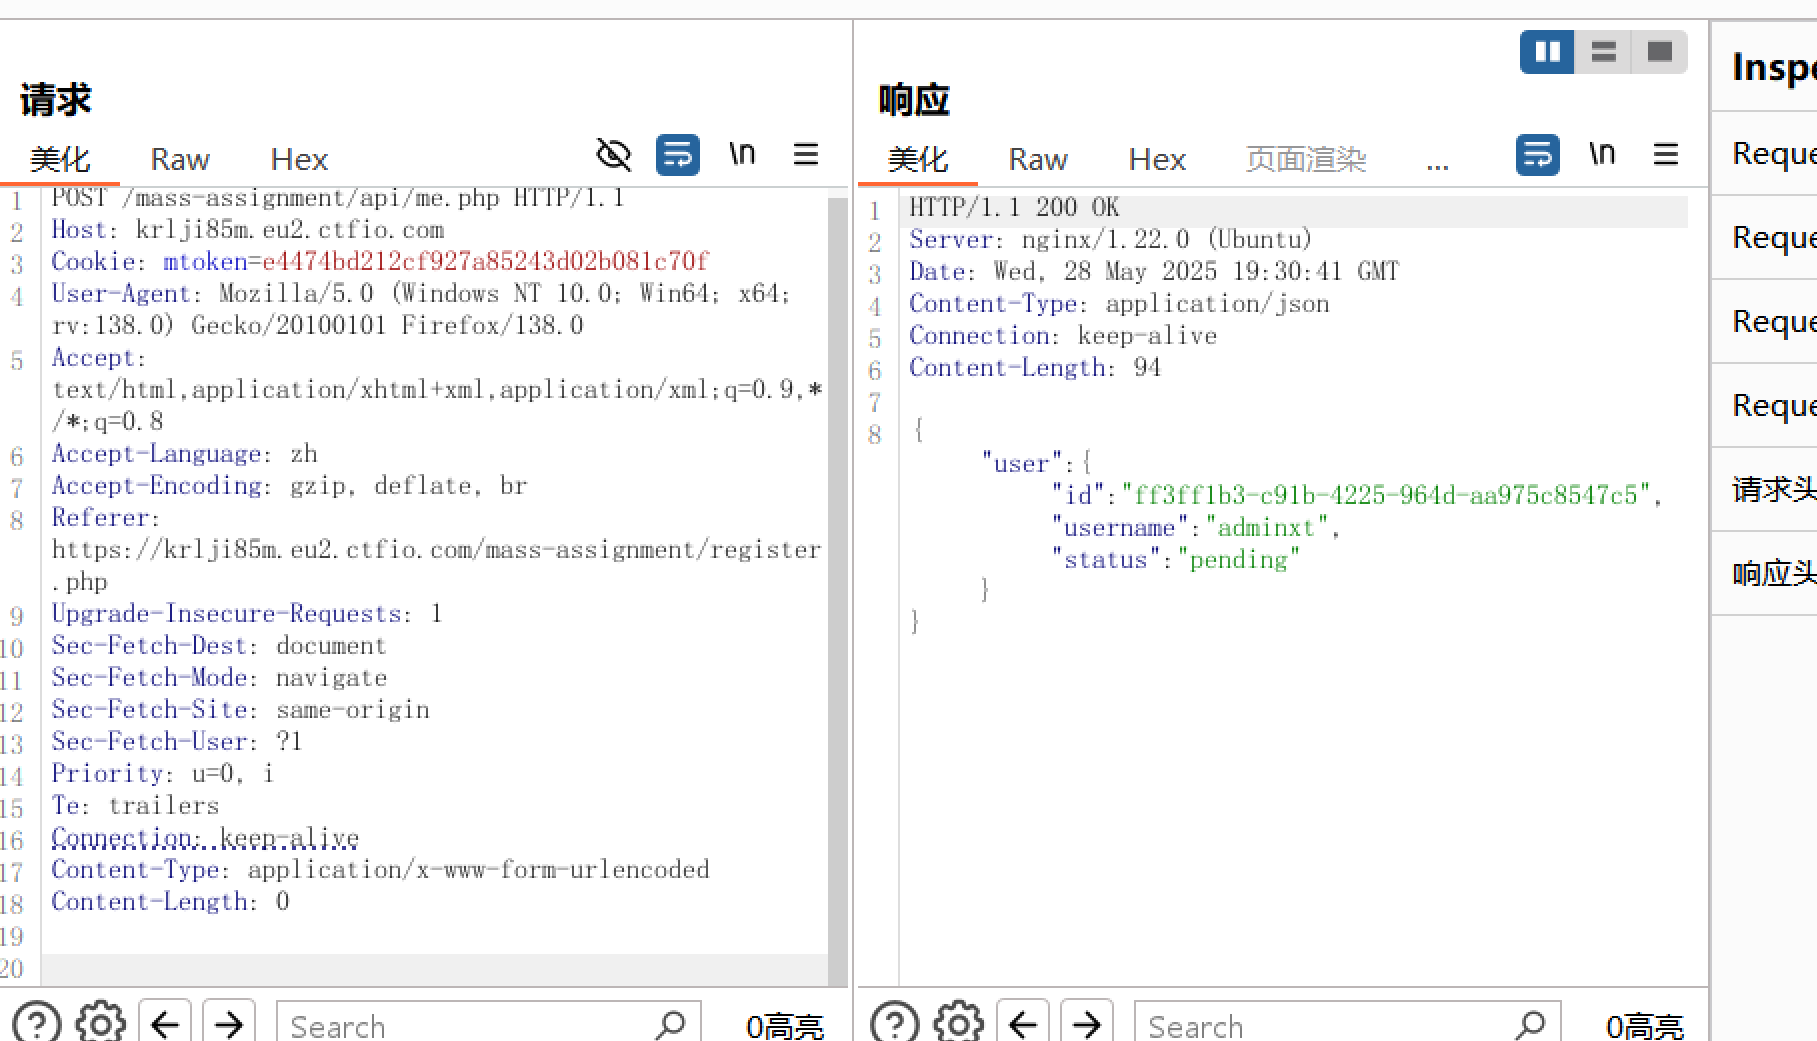 请求
美化 Raw Hex \n
1 POST /mass-assignment/api/me.php HTTP/1.1
2 Host: krlji85m.eu2.ctfio.com
3 Cookie: mtoken=e4474bd212cf927a85243d02b081c70f
4 User-Agent: Mozilla/5.0 (Windows NT 10.0; Win64; x64;
rv:138.0) Gecko/20100101 Firefox/138.0
5 Accept:
text/html,application/xhtml+xml,application/xml;q=0.9,*
/*;q=0.8
6 Accept-Language: zh
7 Accept-Encoding: gzip, deflate, br
8 Referer:
https://krlji85m.eu2.ctfio.com/mass-assignment/register
.php
9 Upgrade-Insecure-Requests: 1
10 Sec-Fetch-Dest: document
11 Sec-Fetch-Mode: navigate
12 Sec-Fetch-Site: same-origin
13 Sec-Fetch-User: ?1
14 Priority: u=0, i
15 Te: trailers
16 Connection: keep-alive
17 Content-Type: application/x-www-form-urlencoded
18 Content-Length: 0
19
20
Search 0高亮
响应
美化 Raw Hex 页面渲染 ... \n
1 HTTP/1.1 200 OK
2 Server: nginx/1.22.0 (Ubuntu)
3 Date: Wed, 28 May 2025 19:30:41 GMT
4 Content-Type: application/json
5 Connection: keep-alive
6 Content-Length: 94
7
8 {
"user":{
"id":"ff3ff1b3-c91b-4225-964d-aa975c8547c5",
"username":"adminxt",
"status":"pending"
}
}
Search 0高亮
Inspe
Reque
Reque
Reque
Reque
请求头
响应头